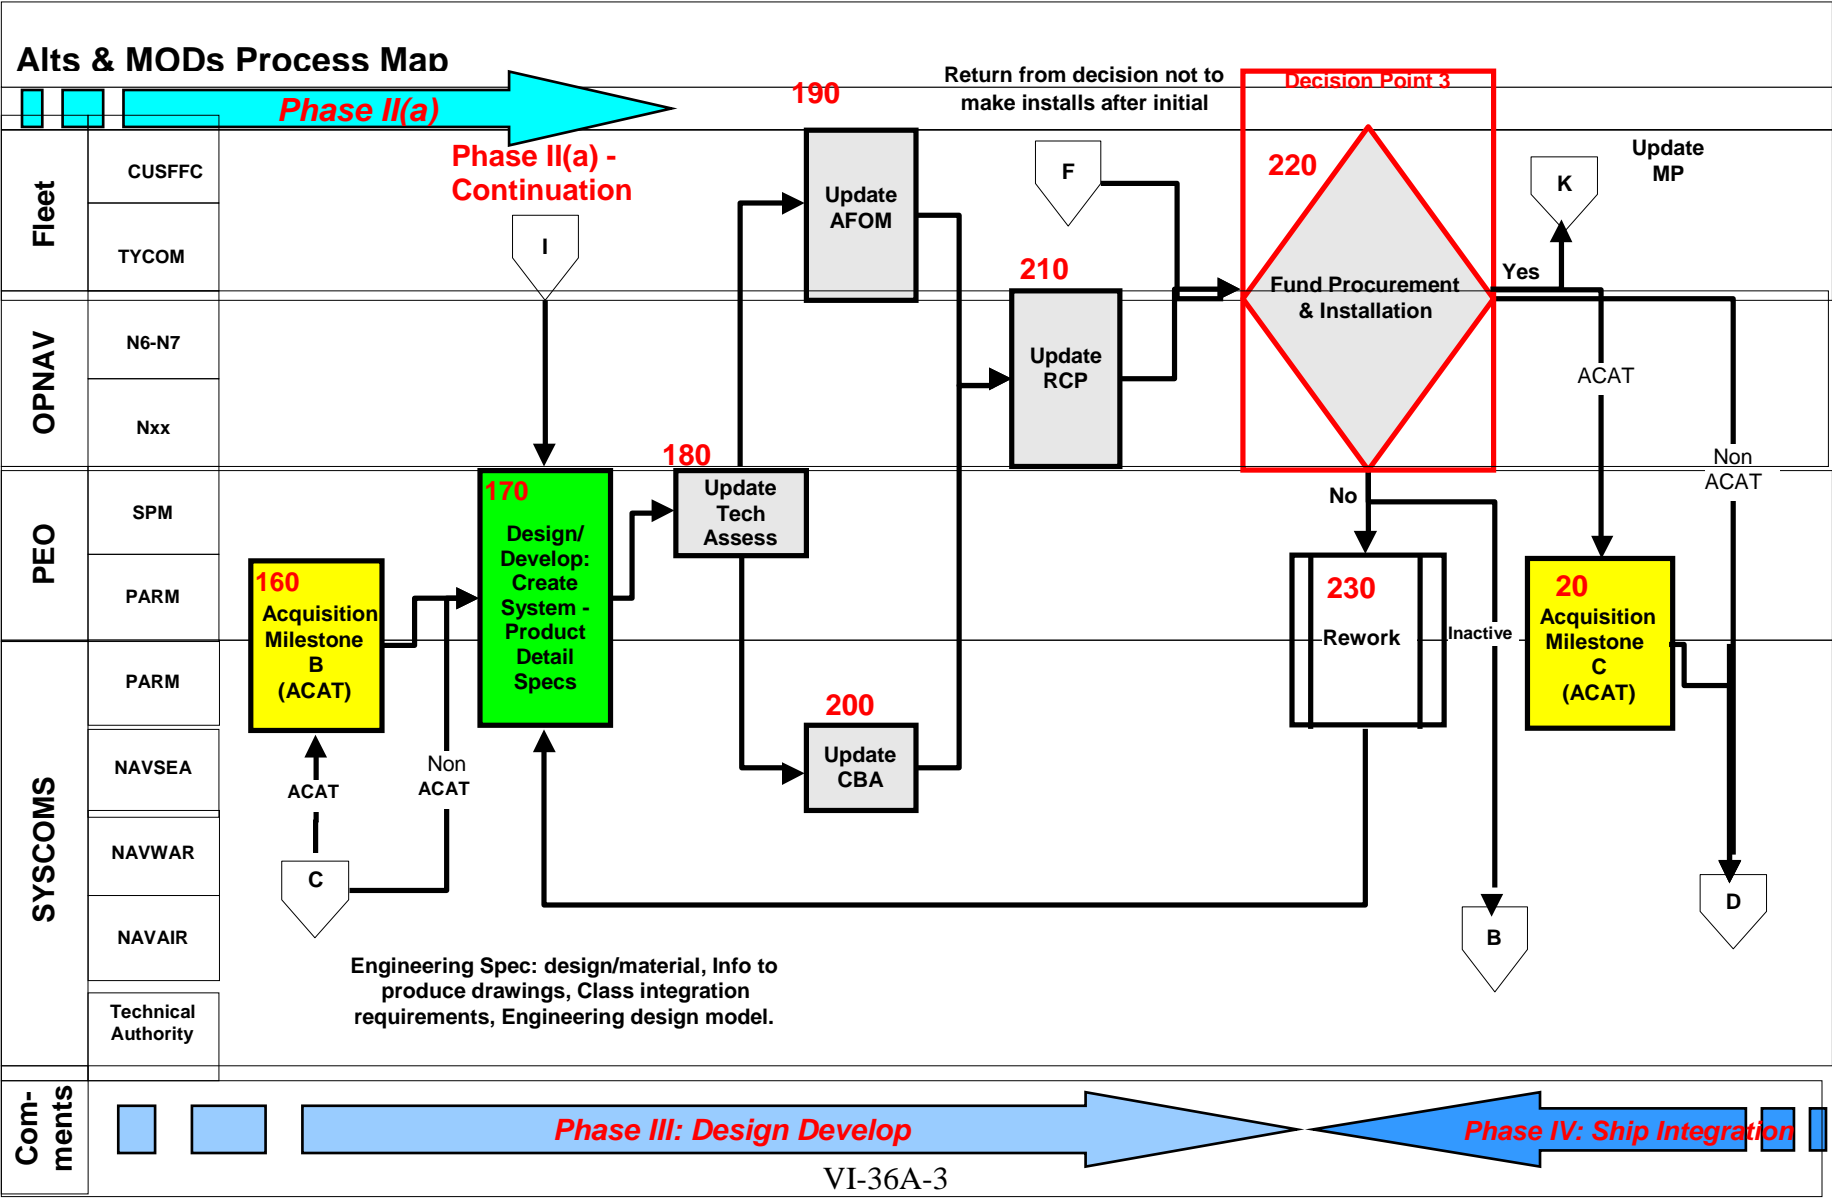 Alts & MODs Process Map
Phase II(a)
Phase II(a) -
Continuation
190
Return from decision not to
make installs after initial
Decision Point 3
Fleet
CUSFFC
TYCOM
I
Update
AFOM
F
220
Fund Procurement
& Installation
Yes
K
Update
MP
OPNAV
N6-N7
Nxx
210
Update
RCP
ACAT
Non
ACAT
PEO
SPM
PARM
160
Acquisition
Milestone
B
(ACAT)
170
Design/
Develop:
Create
System -
Product
Detail
Specs
180
Update
Tech
Assess
No
230
Rework
Inactive
20
Acquisition
Milestone
C
(ACAT)
SYSCOMS
PARM
NAVSEA
NAVWAR
NAVAIR
Technical
Authority
ACAT
Non
ACAT
C
200
Update
CBA
B
D
Engineering Spec: design/material, Info to
produce drawings, Class integration
requirements, Engineering design model.
Com-
ments
Phase III: Design Develop
Phase IV: Ship Integration
VI-36A-3